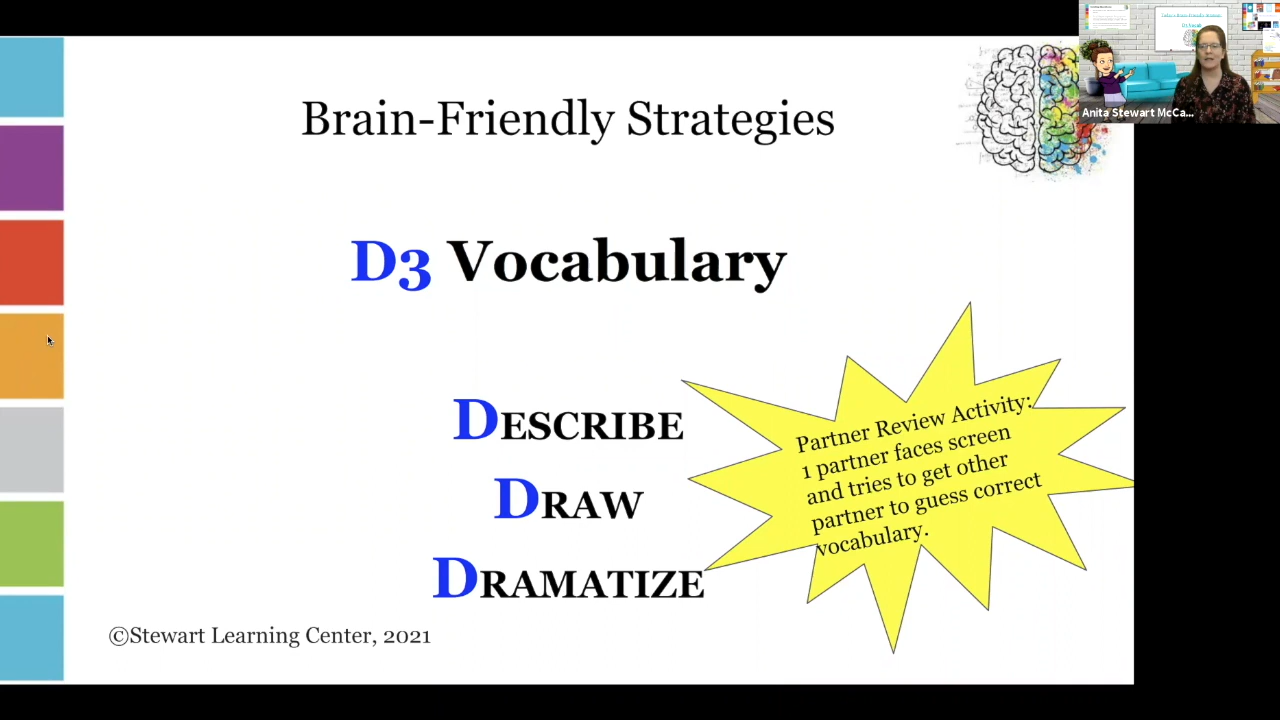 Brain-Friendly Strategies
Anita Stewart McCa...
D3 Vocabulary
DESCRIBE
DRAW
DRAMATIZE
Partner Review Activity:
1 partner faces screen
and tries to get other
partner to guess correct
vocabulary.
©Stewart Learning Center, 2021